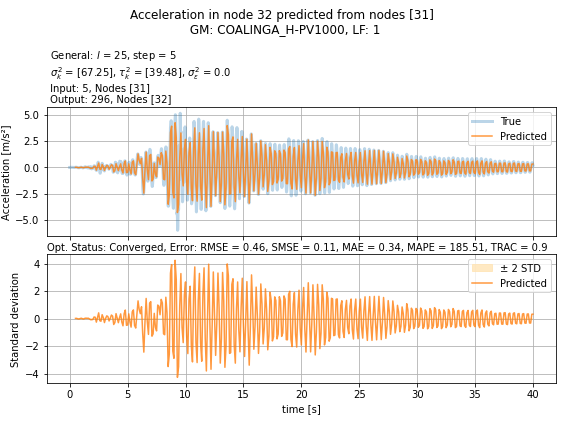 Acceleration in node 32 predicted from nodes [31]
GM: COALINGA_H-PV1000, LF: 1
General: l = 25, step = 5
σ²ₖ = [67.25], τ²ₖ = [39.48], σ²ε = 0.0
Input: 5, Nodes [31]
Output: 296, Nodes [32]
Acceleration [m/s²]
5.0
2.5
0.0
−2.5
−5.0
True
Predicted
Opt. Status: Converged, Error: RMSE = 0.46, SMSE = 0.11, MAE = 0.34, MAPE = 185.51, TRAC = 0.9
Standard deviation
4
2
0
−2
−4
± 2 STD
Predicted
0 5 10 15 20 25 30 35 40
time [s]